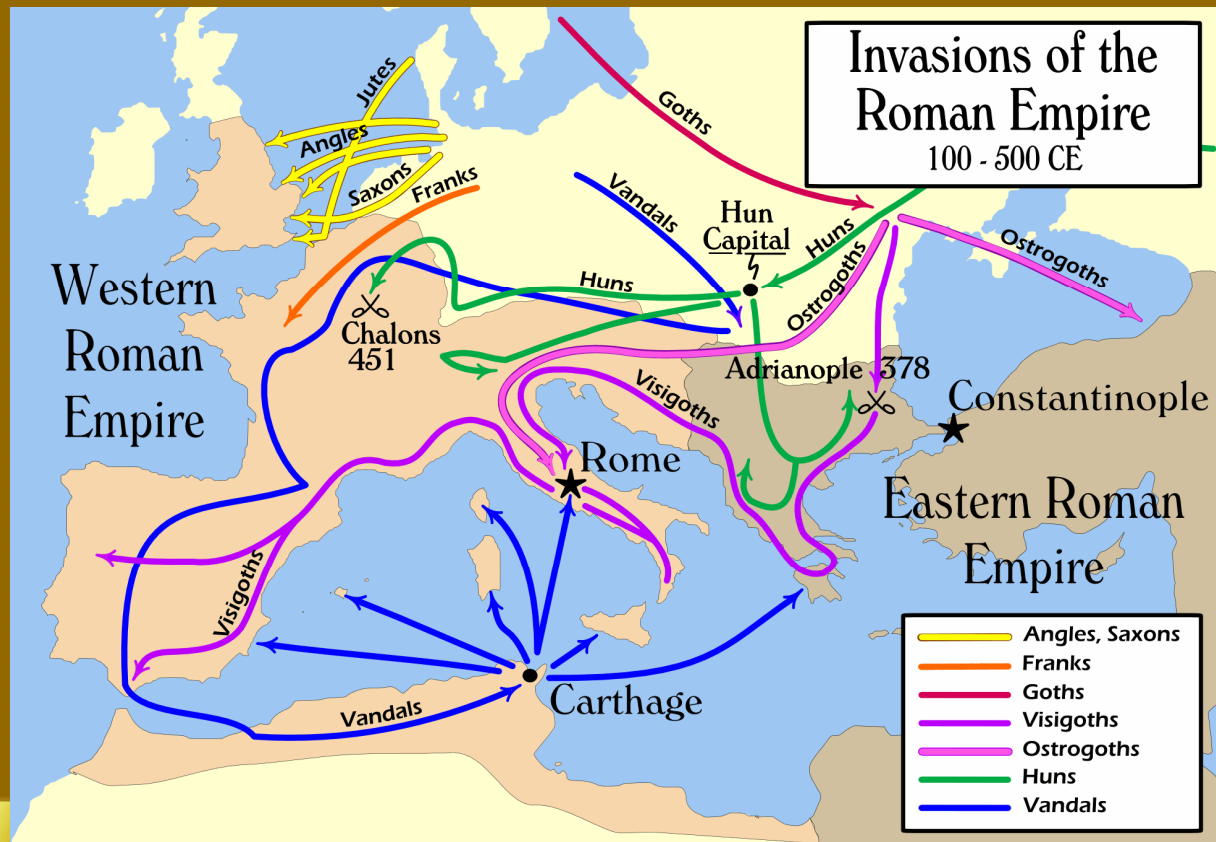 Invasions of the
Roman Empire
100 - 500 CE
Jutes
Angles
Saxons
Franks
Goths
Vandals
Hun
Capital
Huns
Ostrogoths
Ostrogoths
Huns
Western
Roman
Empire
Chalons
451
Adrianople 378
Visigoths
Constantinople
Rome
Eastern Roman
Empire
Visigoths
Carthage
Vandals
Angles, Saxons
Franks
Goths
Visigoths
Ostrogoths
Huns
Vandals